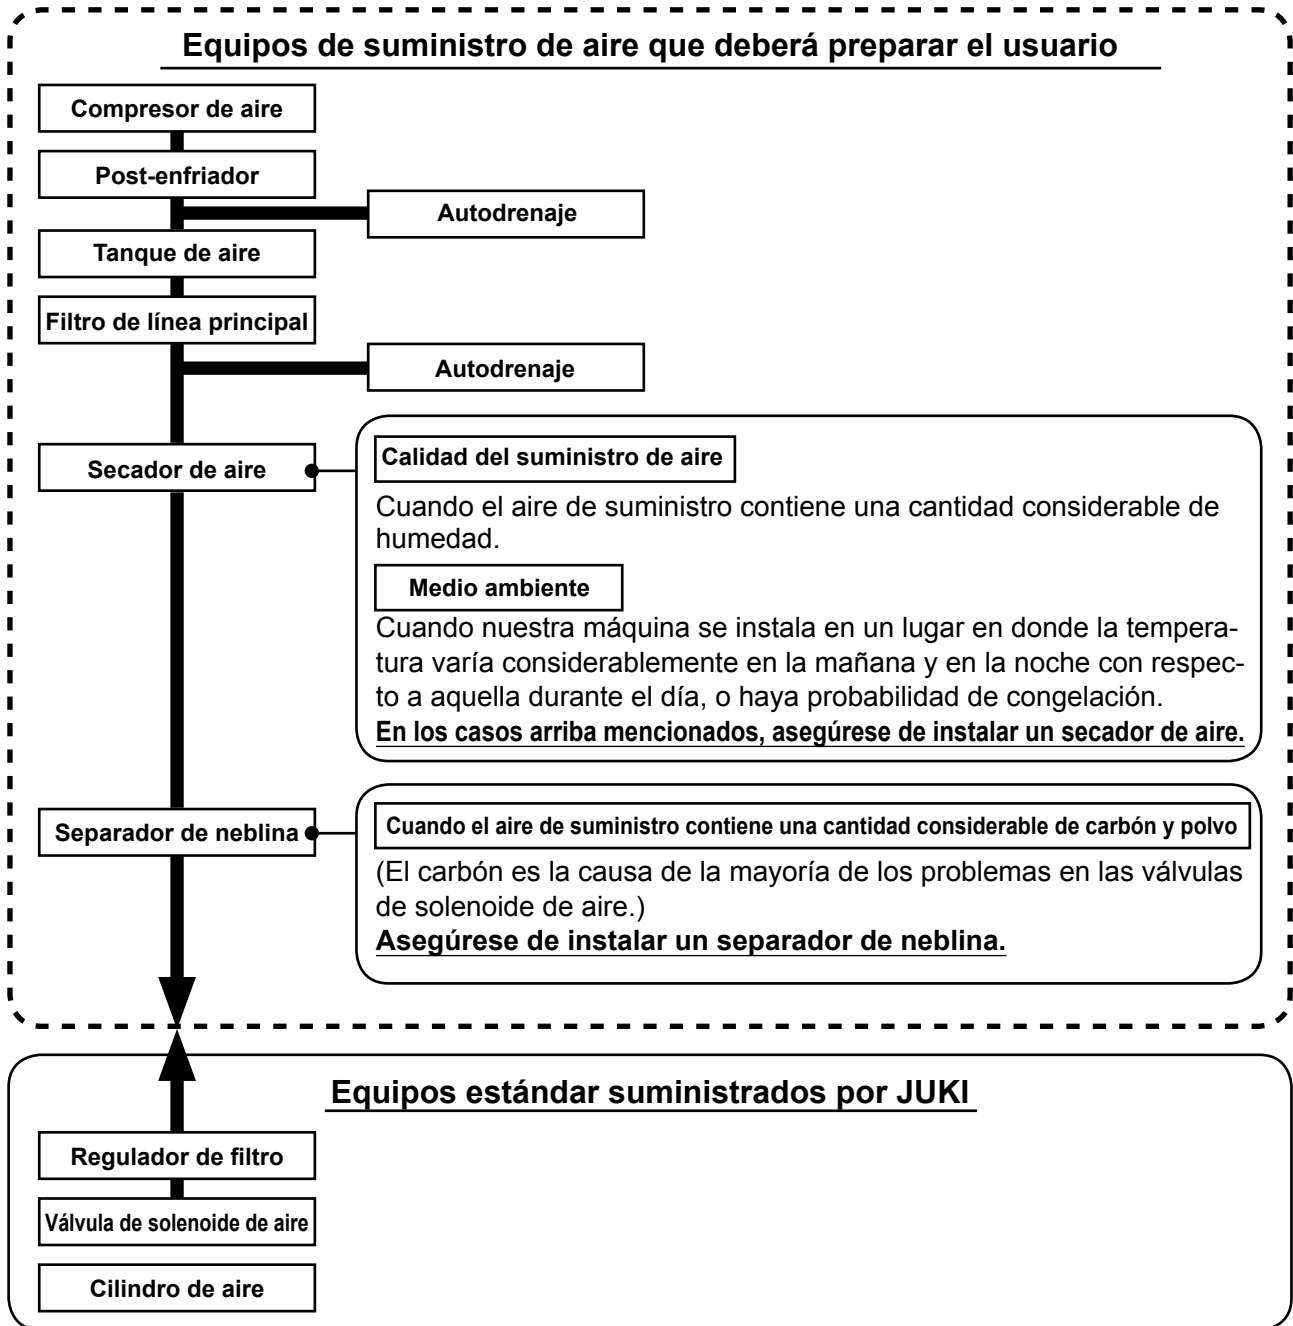 Equipos de suministro de aire que deberá preparar el usuario
Compresor de aire
Post-enfriador
Autodrenaje
Tanque de aire
Filtro de línea principal
Autodrenaje
Secador de aire
Calidad del suministro de aire
Cuando el aire de suministro contiene una cantidad considerable de
humedad.
Medio ambiente
Cuando nuestra máquina se instala en un lugar en donde la tempera-
tura varía considerablemente en la mañana y en la noche con respec-
to a aquella durante el día, o haya probabilidad de congelación.
En los casos arriba mencionados, asegúrese de instalar un secador de aire.
Separador de neblina
Cuando el aire de suministro contiene una cantidad considerable de carbón y polvo
(El carbón es la causa de la mayoría de los problemas en las válvulas
de solenoide de aire.)
Asegúrese de instalar un separador de neblina.
Equipos estándar suministrados por JUKI
Regulador de filtro
Válvula de solenoide de aire
Cilindro de aire